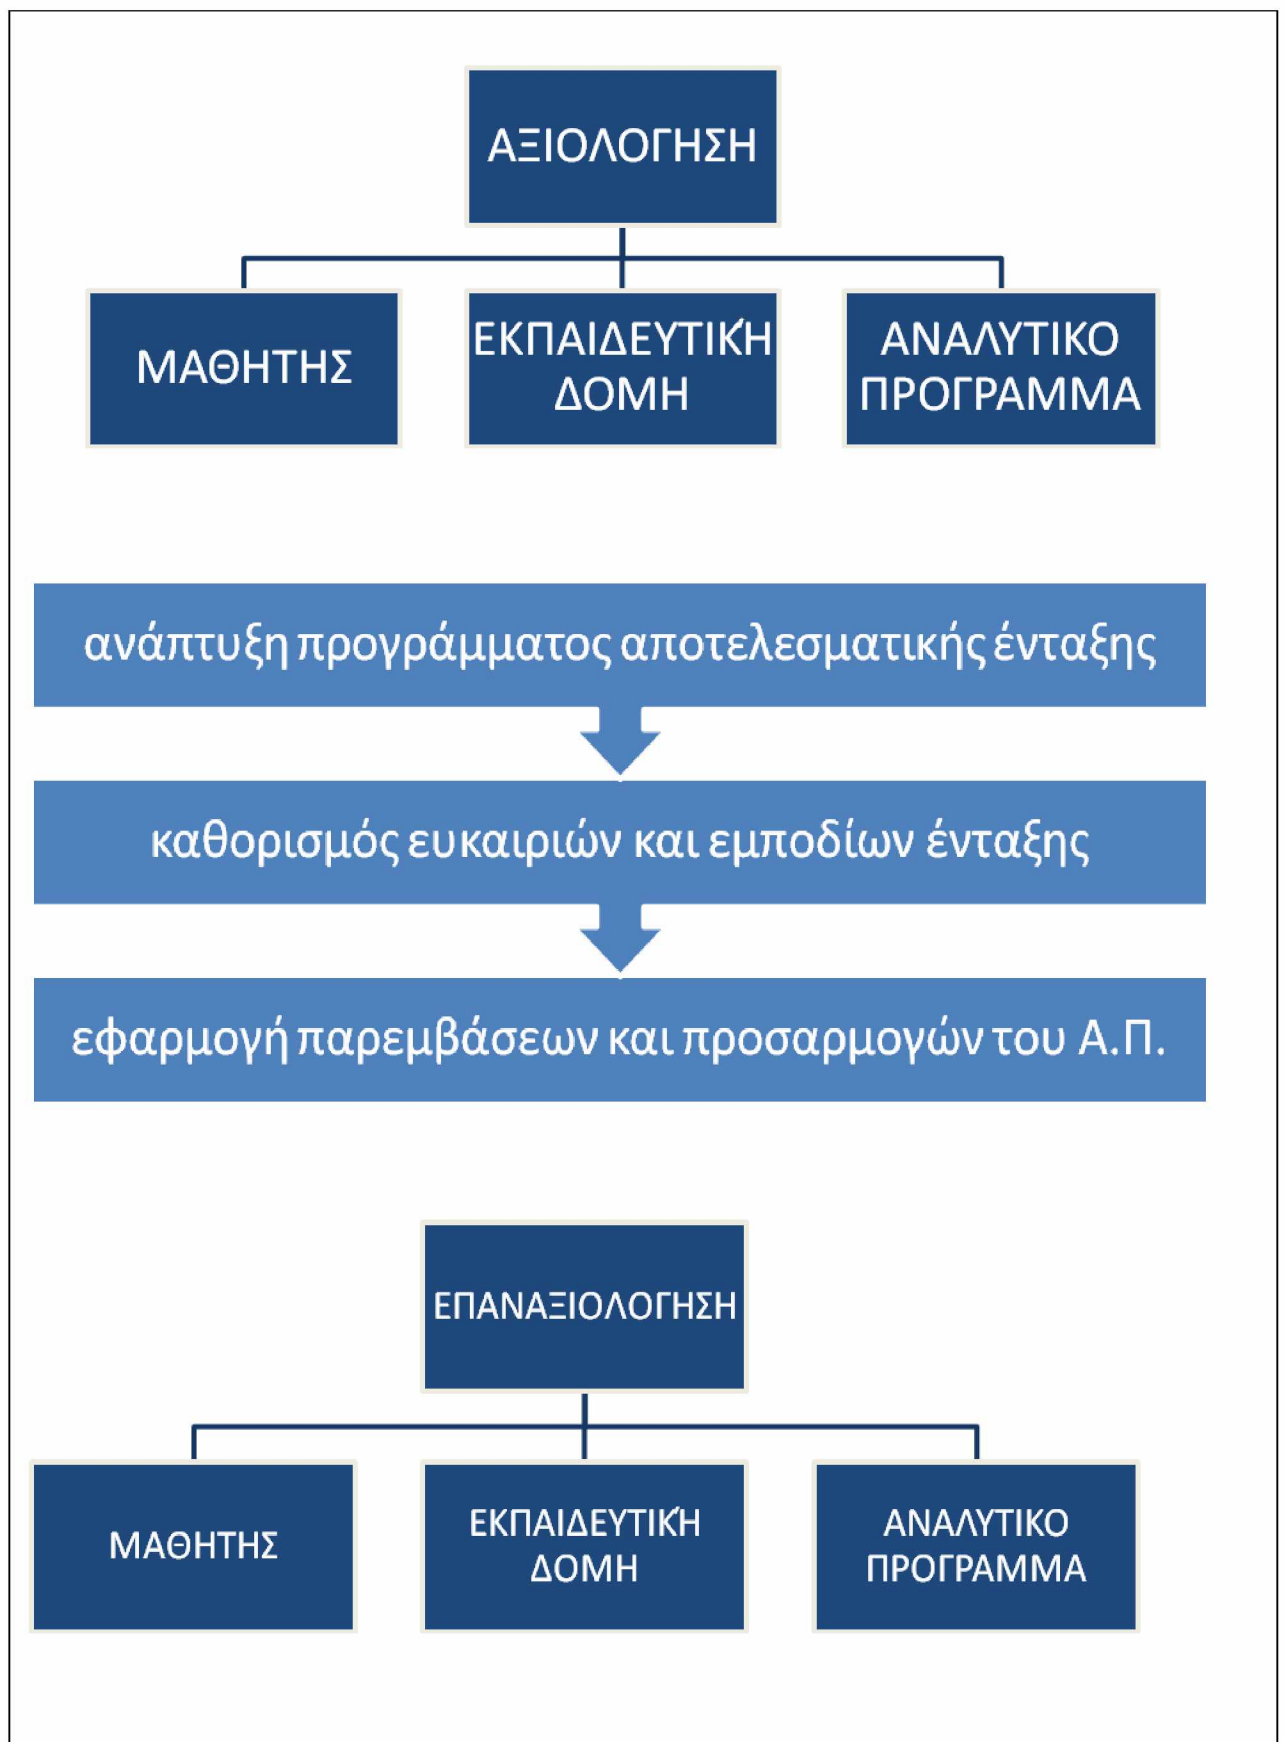 ΑΞΙΟΛΟΓΗΣΗ
ΜΑΘΗΤΗΣ
ΕΚΠΑΙΔΕΥΤΙΚΉ
ΔΟΜΗ
ΑΝΑΛΥΤΙΚΟ
ΠΡΟΓΡΑΜΜΑ
ανάπτυξη προγράμματος αποτελεσματικής ένταξης
καθορισμός ευκαιριών και εμποδίων ένταξης
εφαρμογή παρεμβάσεων και προσαρμογών του Α.Π.
ΕΠΑΝΑΞΙΟΛΟΓΗΣΗ
ΜΑΘΗΤΗΣ
ΕΚΠΑΙΔΕΥΤΙΚΉ
ΔΟΜΗ
ΑΝΑΛΥΤΙΚΟ
ΠΡΟΓΡΑΜΜΑ